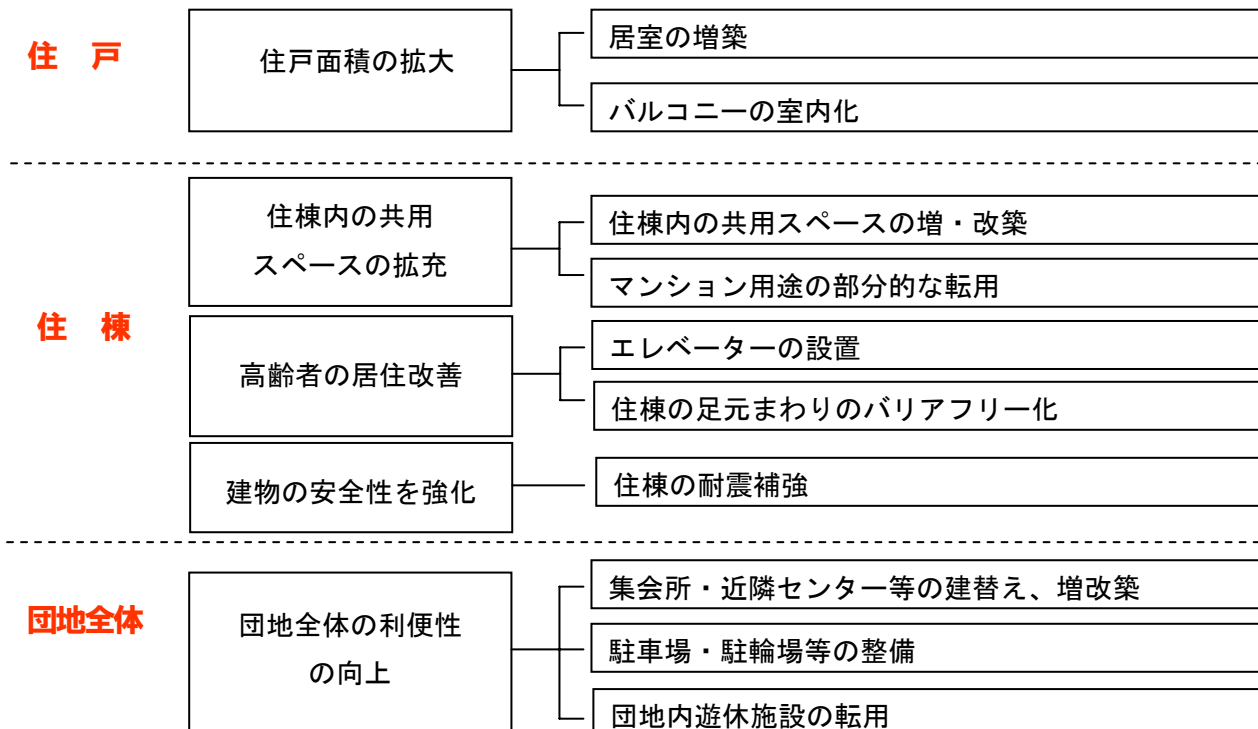 住　戸
住戸面積の拡大
居室の増築
バルコニーの室内化
住　棟
住棟内の共用
スペースの拡充
住棟内の共用スペースの増・改築
マンション用途の部分的な転用
高齢者の居住改善
エレベーターの設置
住棟の足元まわりのバリアフリー化
建物の安全性を強化
住棟の耐震補強
団地全体
団地全体の利便性
の向上
集会所・近隣センター等の建替え、増改築
駐車場・駐輪場等の整備
団地内遊休施設の転用